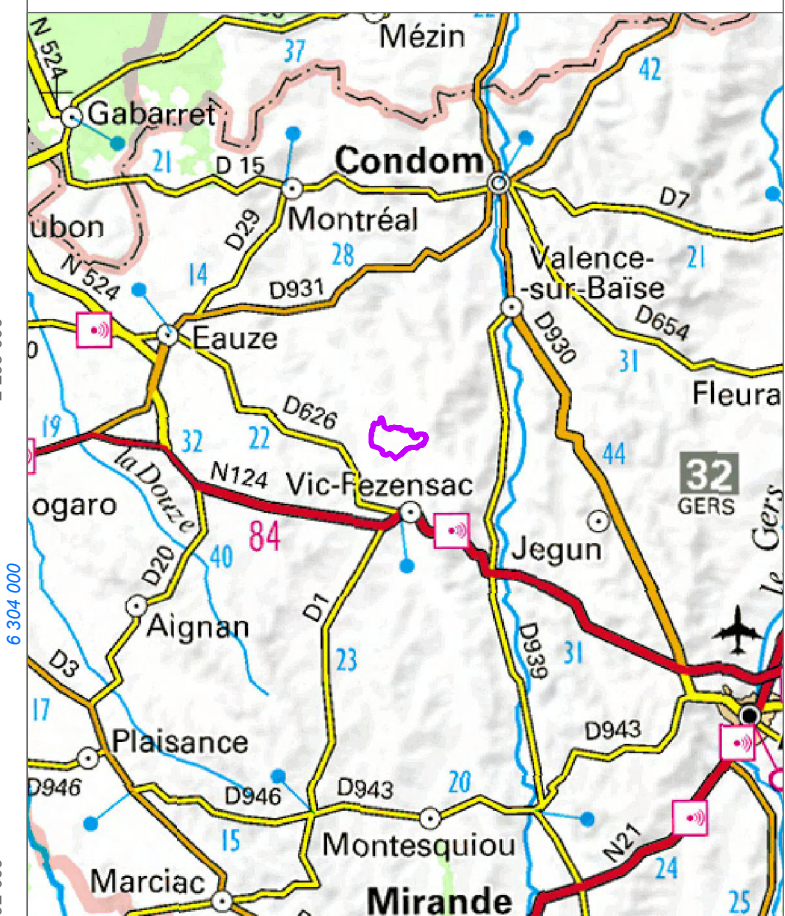 22
N 524
Mézin
37
42
Gabarret
21
D 15
Condom
D7
Montréal
ubon
D29
28
21
Valence-
-sur-Baïse
N 524
14
D931
D654
Eauze
D930
31
Fleura
D626
19
32
22
44
la Douze
N124
Vic-Fezensac
32
GERS
ogaro
84
Jegun
le Gers
40
6 304 000
D20
D1
Aignan
D3
23
D939
31
17
Plaisance
D943
D946
D946
D943
20
15
Montesquiou
N21
24
Marciac
Mirande
25